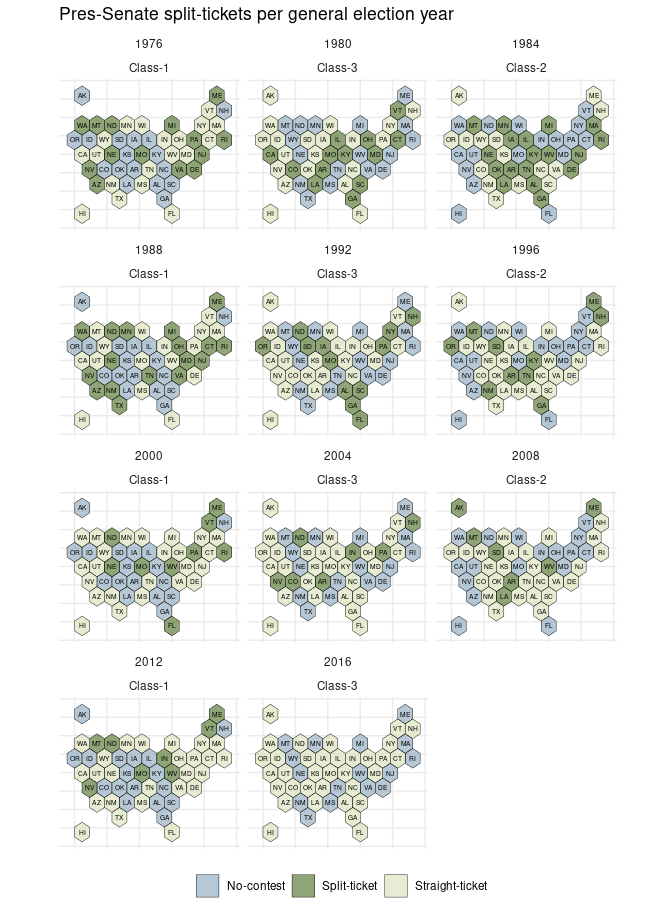 Pres-Senate split-tickets per general election year
1976
Class-1
AK ME
VT NH
WA MT ND MN WI MI NY MA
OR ID WY SD IA IL IN OH PA CT RI
CA UT NE KS MO KY WV MD NJ
NV CO OK AR TN NC VA DE
AZ NM LA MS AL SC
TX GA
HI FL
1980
Class-3
AK ME
VT NH
WA MT ND MN WI MI NY MA
OR ID WY SD IA IL IN OH PA CT RI
CA UT NE KS MO KY WV MD NJ
NV CO OK AR TN NC VA DE
AZ NM LA MS AL SC
TX GA
HI FL
1984
Class-2
AK ME
VT NH
WA MT ND MN WI MI NY MA
OR ID WY SD IA IL IN OH PA CT RI
CA UT NE KS MO KY WV MD NJ
NV CO OK AR TN NC VA DE
AZ NM LA MS AL SC
TX GA
HI FL
1988
Class-1
AK ME
VT NH
WA MT ND MN WI MI NY MA
OR ID WY SD IA IL IN OH PA CT RI
CA UT NE KS MO KY WV MD NJ
NV CO OK AR TN NC VA DE
AZ NM LA MS AL SC
TX GA
HI FL
1992
Class-3
AK ME
VT NH
WA MT ND MN WI MI NY MA
OR ID WY SD IA IL IN OH PA CT RI
CA UT NE KS MO KY WV MD NJ
NV CO OK AR TN NC VA DE
AZ NM LA MS AL SC
TX GA
HI FL
1996
Class-2
AK ME
VT NH
WA MT ND MN WI MI NY MA
OR ID WY SD IA IL IN OH PA CT RI
CA UT NE KS MO KY WV MD NJ
NV CO OK AR TN NC VA DE
AZ NM LA MS AL SC
TX GA
HI FL
2000
Class-1
AK ME
VT NH
WA MT ND MN WI MI NY MA
OR ID WY SD IA IL IN OH PA CT RI
CA UT NE KS MO KY WV MD NJ
NV CO OK AR TN NC VA DE
AZ NM LA MS AL SC
TX GA
HI FL
2004
Class-3
AK ME
VT NH
WA MT ND MN WI MI NY MA
OR ID WY SD IA IL IN OH PA CT RI
CA UT NE KS MO KY WV MD NJ
NV CO OK AR TN NC VA DE
AZ NM LA MS AL SC
TX GA
HI FL
2008
Class-2
AK ME
VT NH
WA MT ND MN WI MI NY MA
OR ID WY SD IA IL IN OH PA CT RI
CA UT NE KS MO KY WV MD NJ
NV CO OK AR TN NC VA DE
AZ NM LA MS AL SC
TX GA
HI FL
2012
Class-1
AK ME
VT NH
WA MT ND MN WI MI NY MA
OR ID WY SD IA IL IN OH PA CT RI
CA UT NE KS MO KY WV MD NJ
NV CO OK AR TN NC VA DE
AZ NM LA MS AL SC
TX GA
HI FL
2016
Class-3
AK ME
VT NH
WA MT ND MN WI MI NY MA
OR ID WY SD IA IL IN OH PA CT RI
CA UT NE KS MO KY WV MD NJ
NV CO OK AR TN NC VA DE
AZ NM LA MS AL SC
TX GA
HI FL
No-contest Split-ticket Straight-ticket